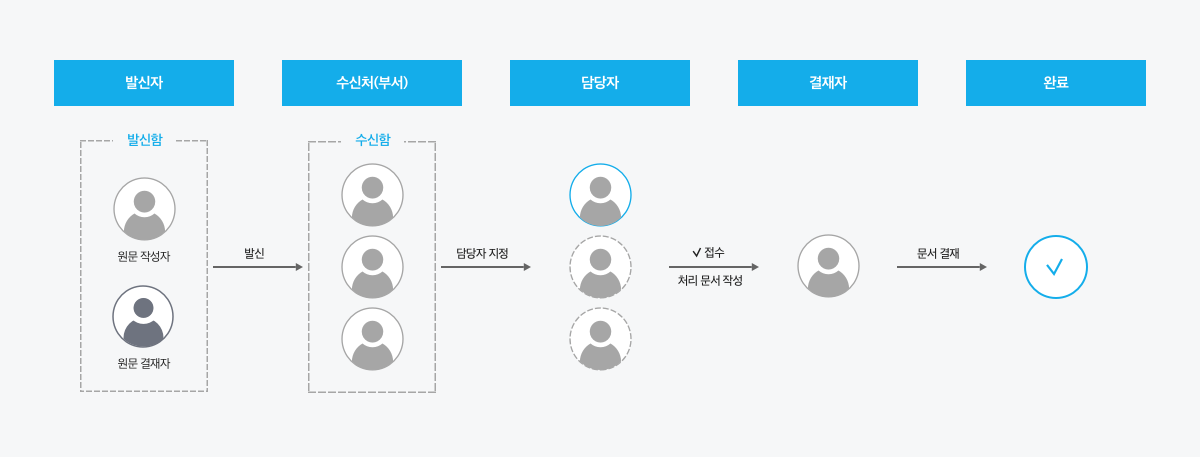 발신자
수신처(부서)
담당자
결재자
완료
발신함
원문 작성자
원문 결재자
발신
수신함
담당자 지정
✓ 접수
처리 문서 작성
문서 결재